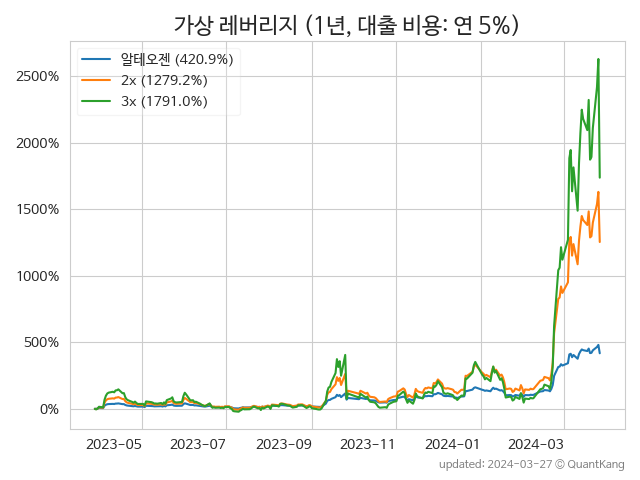 가상 레버리지 (1년, 대출 비용: 연 5%)
알테오젠 (420.9%)
2x (1279.2%)
3x (1791.0%)
2500%
2000%
1500%
1000%
500%
0%
2023-05 2023-07 2023-09 2023-11 2024-01 2024-03
updated: 2024-03-27 © QuantKang